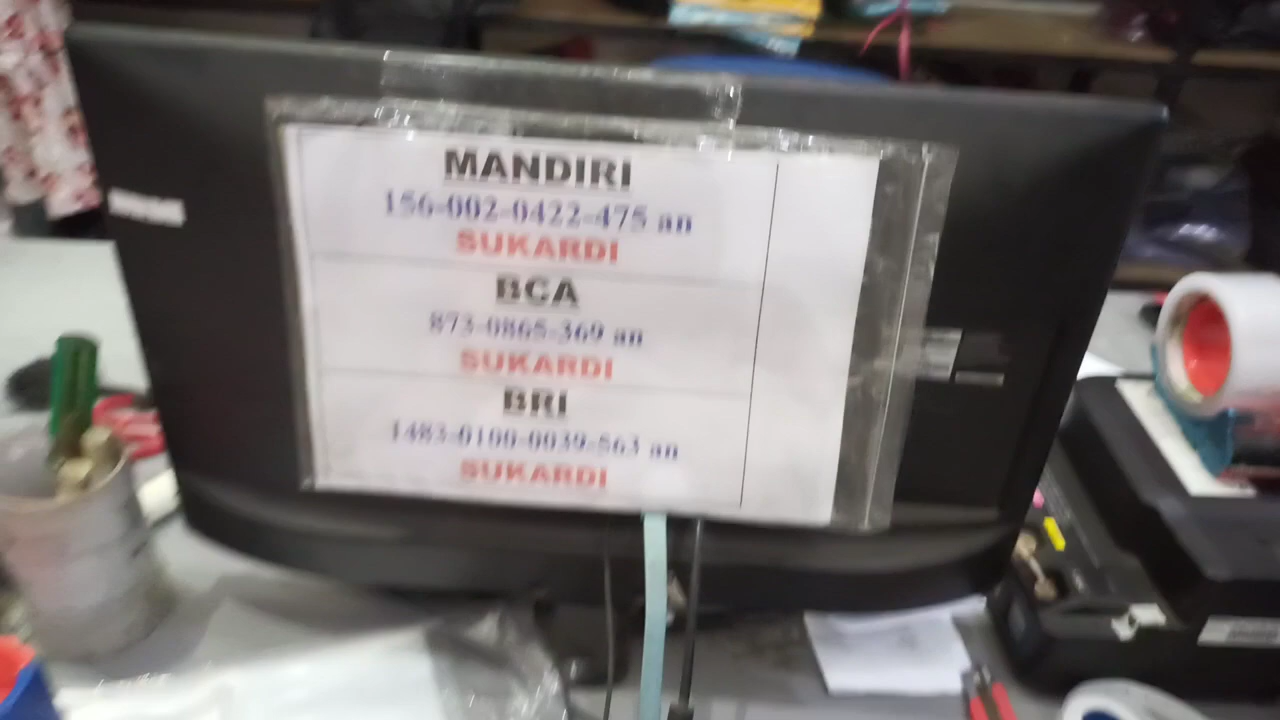 MANDIRI
156-002-0422-475 an
SUKARDI
BCA
873-0865-369 an
SUKARDI
BRI
1483-0100-0039-563 an
SUKARDI